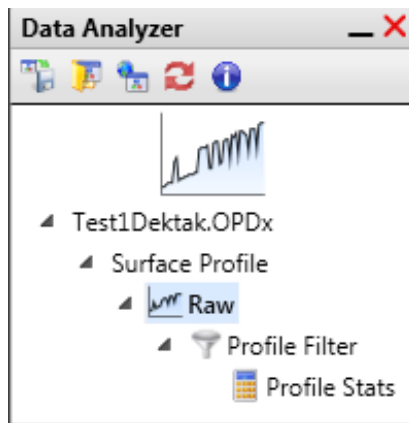 Data Analyzer
Test1Dektak.OPDx
Surface Profile
Raw
Profile Filter
Profile Stats